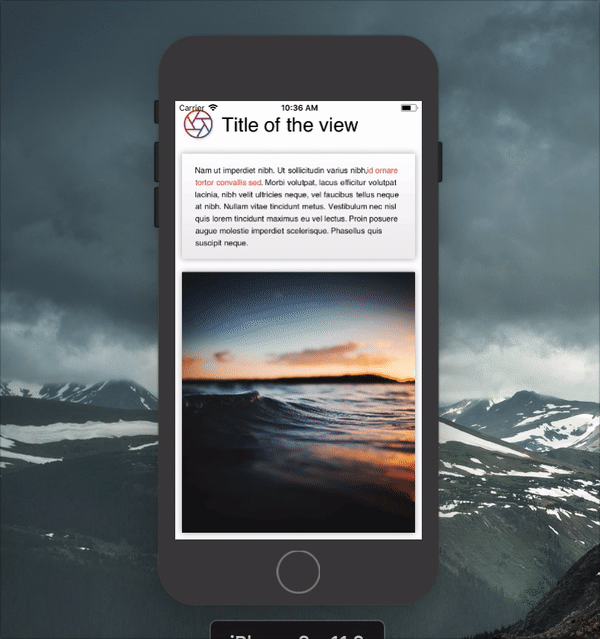 Carrier
10:36 AM
Title of the view
Nam ut imperdiet nibh. Ut sollicitudin varius nibh,id ornare
tortor convallis sed. Morbi volutpat, lacus efficitur volutpat
lacinia, nibh velit ultricies neque, vel faucibus tellus neque
at nibh. Nullam vitae tincidunt metus. Vestibulum nec nisl
quis lorem tincidunt maximus eu vel lectus. Proin posuere
augue molestie imperdiet scelerisque. Phasellus quis
suscipit neque.